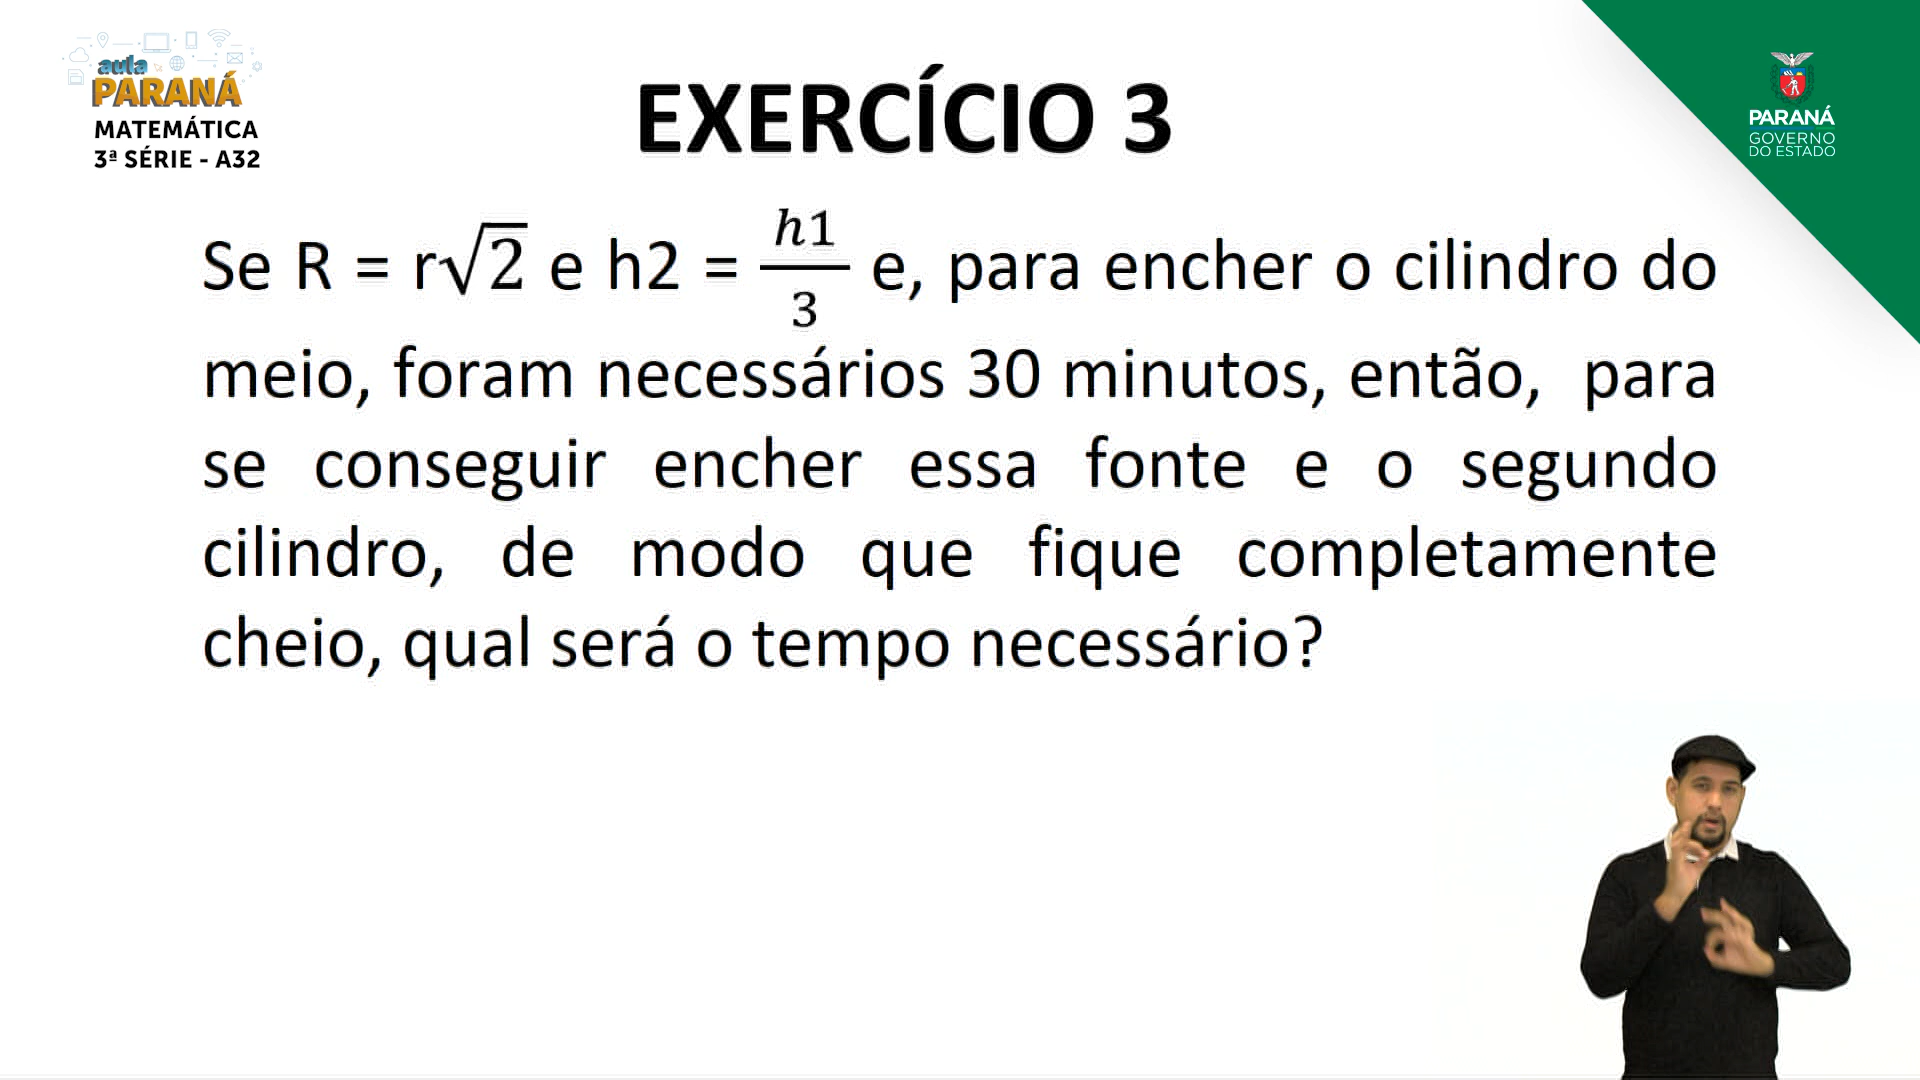 aula
PARANÁ
MATEMÁTICA
3ª SÉRIE - A32
EXERCÍCIO 3
PARANÁ
GOVERNO
DO ESTADO
Se R = r√2 e h2 = h1/3 e, para encher o cilindro do
meio, foram necessários 30 minutos, então, para
se conseguir encher essa fonte e o segundo
cilindro, de modo que fique completamente
cheio, qual será o tempo necessário?